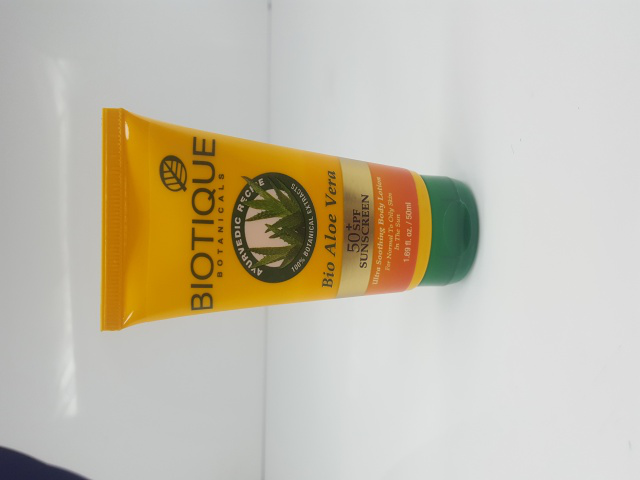 BIOTIQUE
BOTANICALS
AYURVEDIC RECIPE
100% BOTANICAL EXTRACTS
Bio Aloe Vera
50+ SPF
SUNSCREEN
Ultra Soothing Body Lotion
For Normal To Oily Skin
In The Sun
1.69 fl. oz. / 50ml